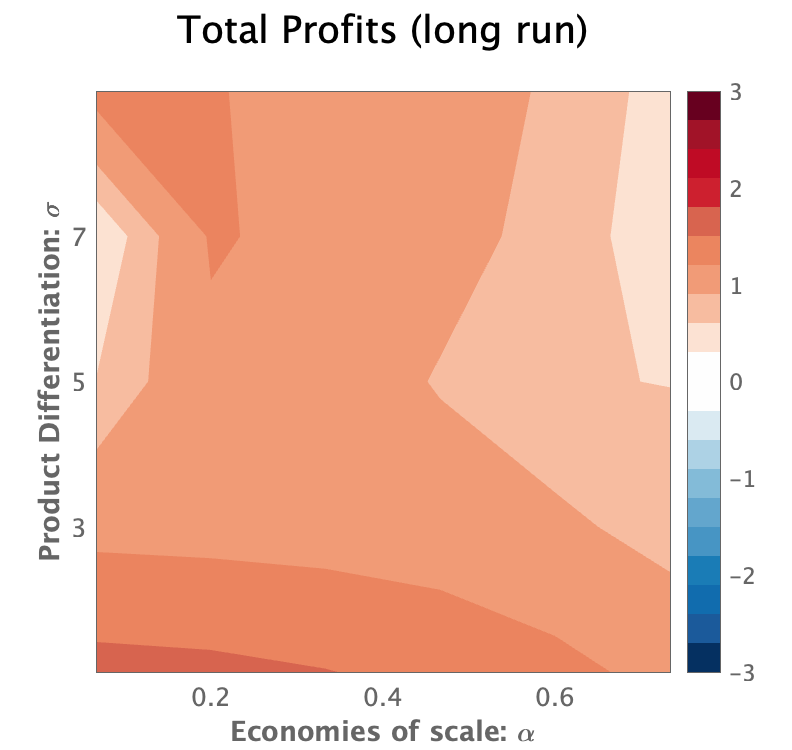 Total Profits (long run)
3
2
1
0
−1
−2
−3
Product Differentiation: σ
7
5
3
0.2 0.4 0.6
Economies of scale: α